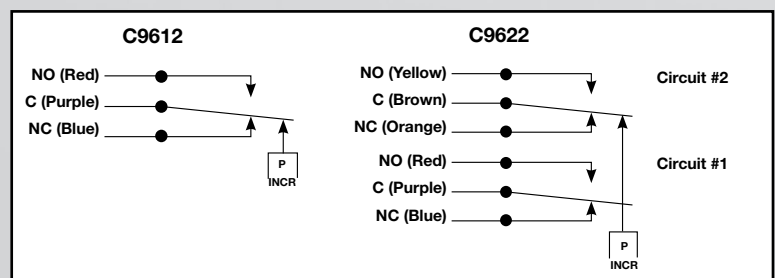 C9612
NO (Red)
C (Purple)
NC (Blue)
P
INCR
C9622
NO (Yellow)
C (Brown)
NC (Orange)
Circuit #2
NO (Red)
C (Purple)
NC (Blue)
Circuit #1
P
INCR